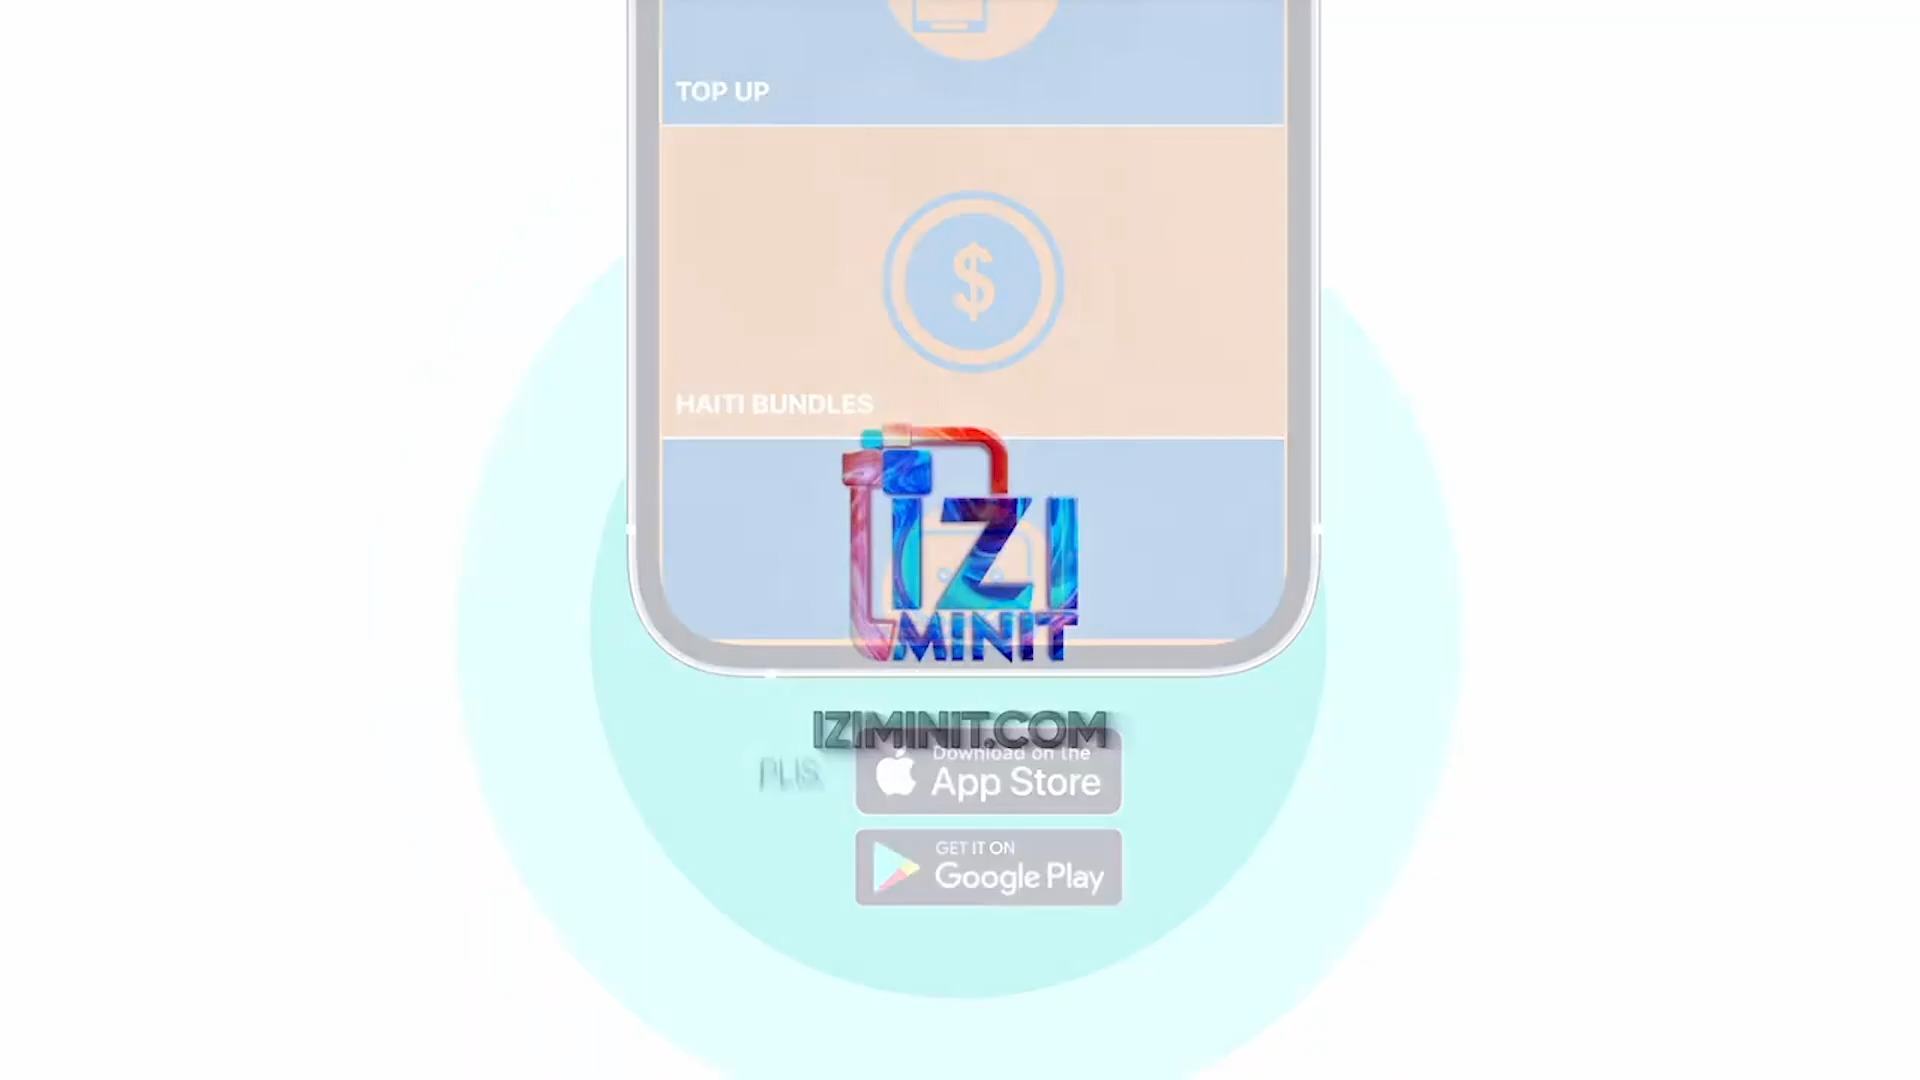 TOP UP
HAITI BUNDLES
IZI
MINIT
IZIMINIT.COM
Download on the
App Store
GET IT ON
Google Play